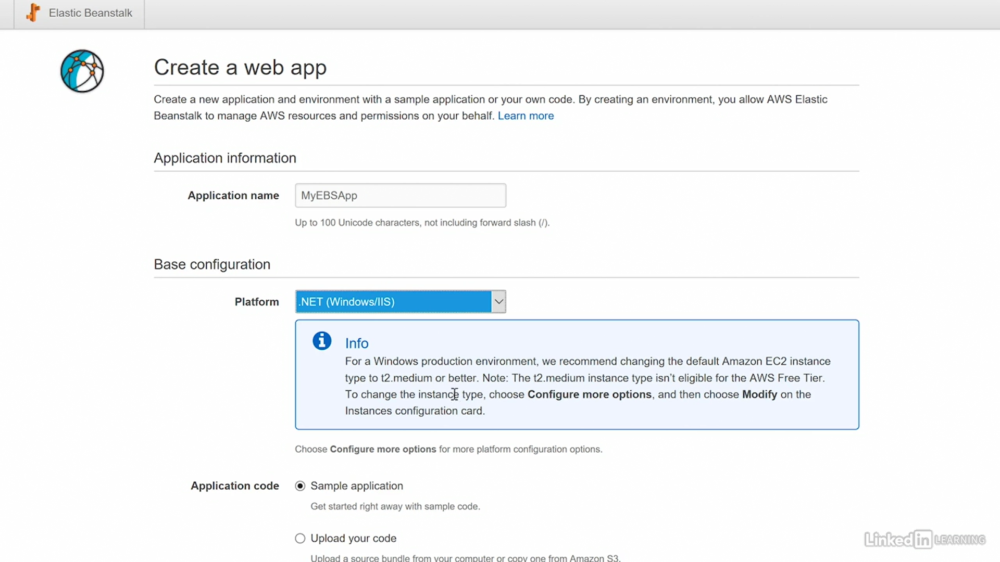 Elastic Beanstalk
Create a web app
Create a new application and environment with a sample application or your own code. By creating an environment, you allow AWS Elastic
Beanstalk to manage AWS resources and permissions on your behalf. Learn more
Application information
Application name
MyEBSApp
Up to 100 Unicode characters, not including forward slash (/).
Base configuration
Platform
.NET (Windows/IIS)
Info
For a Windows production environment, we recommend changing the default Amazon EC2 instance
type to t2.medium or better. Note: The t2.medium instance type isn't eligible for the AWS Free Tier.
To change the instance type, choose Configure more options, and then choose Modify on the
Instances configuration card.
Choose Configure more options for more platform configuration options.
Application code
Sample application
Get started right away with sample code.
Upload your code
Upload a source bundle from your computer or copy one from Amazon S3.
LinkedIn LEARNING